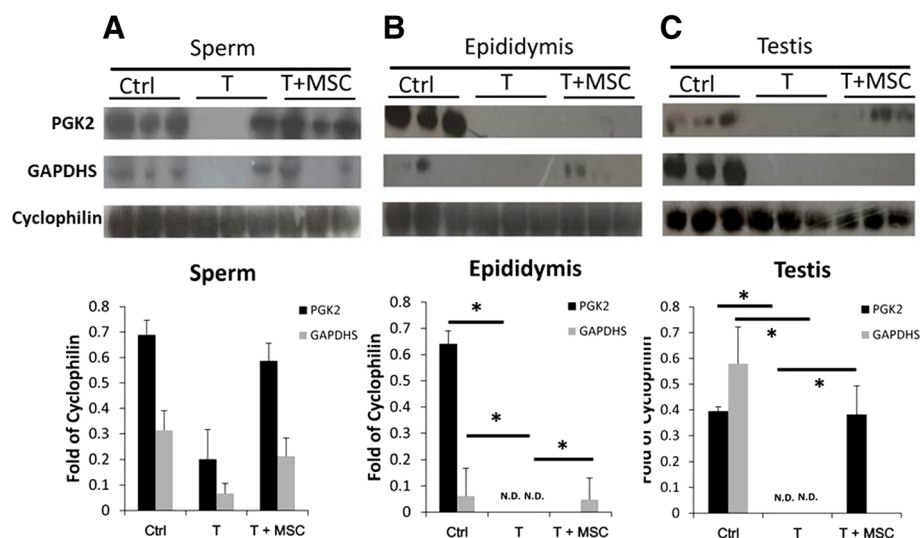 A
Sperm
Ctrl T T+MSC
PGK2
GAPDHS
Cyclophilin
B
Epididymis
Ctrl T T+MSC
C
Testis
Ctrl T T+MSC
Sperm
0.8
0.7
0.6
0.5
0.4
0.3
0.2
0.1
0
Fold of Cyclophilin
PGK2
GAPDHS
Ctrl T T + MSC
Epididymis
0.8
0.7
0.6
0.5
0.4
0.3
0.2
0.1
0
Fold of Cyclophilin
PGK2
GAPDHS
*
*
*
N.D. N.D.
Ctrl T T + MSC
Testis
0.8
0.7
0.6
0.5
0.4
0.3
0.2
0.1
0
Fold of Cyclophilin
PGK2
GAPDHS
*
*
*
N.D. N.D.
Ctrl T T + MSC